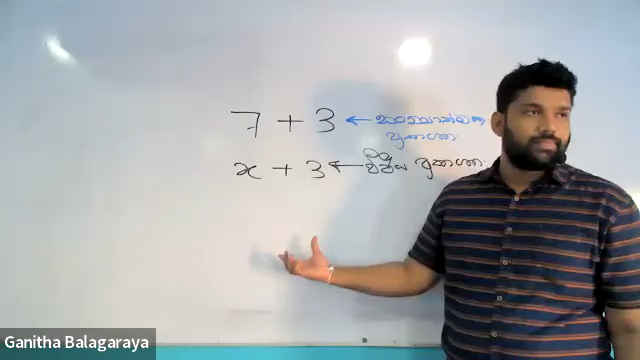 7 + 3 ← සංඛ්‍යාත්මක
ප්‍රකාශන
x + 3 ← වීජීය ප්‍රකාශන
Ganitha Balagaraya